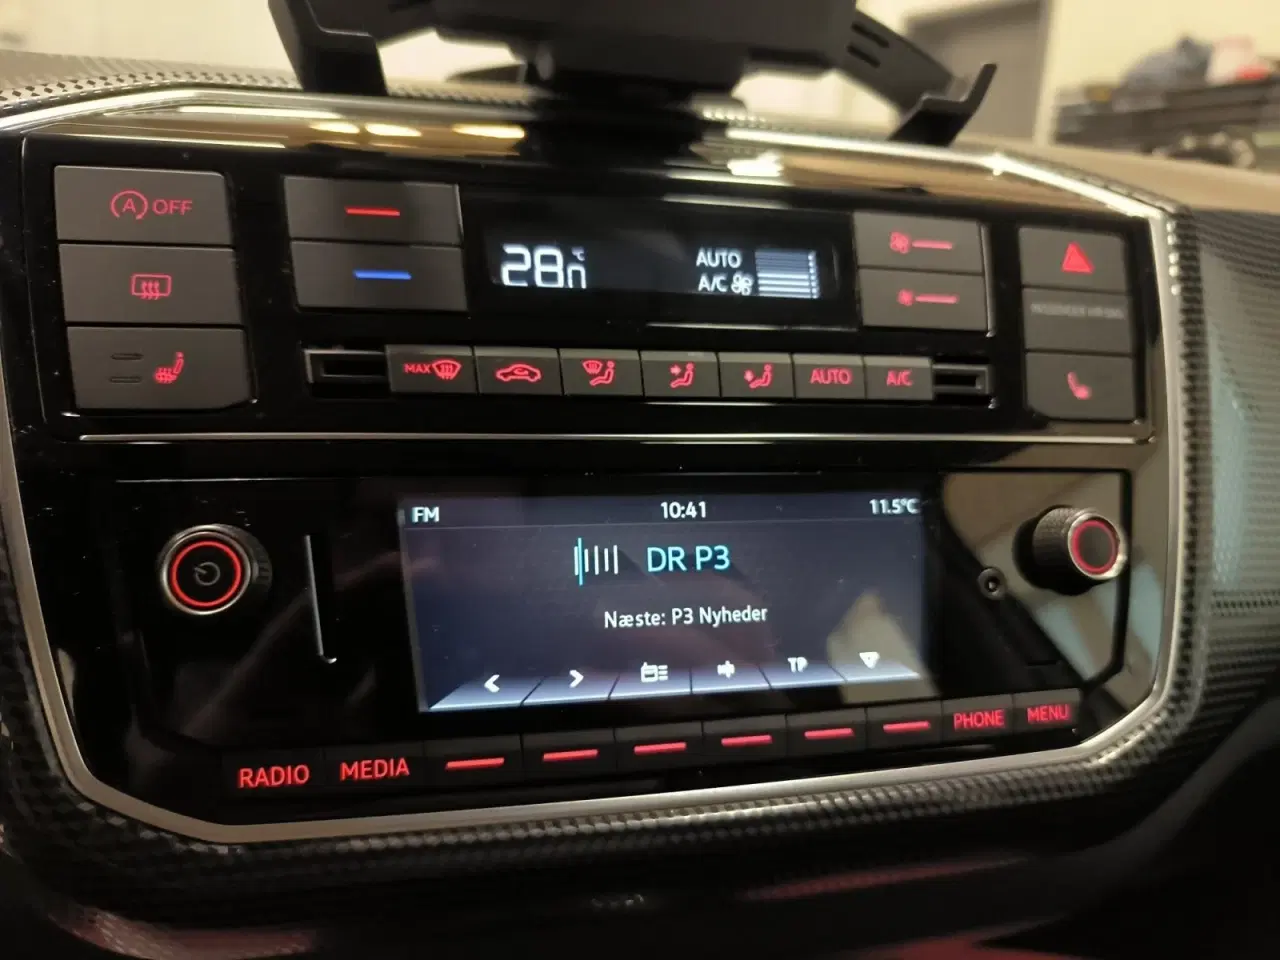 A OFF
28.0 °C
AUTO
A/C
MAX
AUTO
A/C
FM
10:41
11.5°C
DR P3
Næste: P3 Nyheder
TP
RADIO
MEDIA
PHONE
MENU